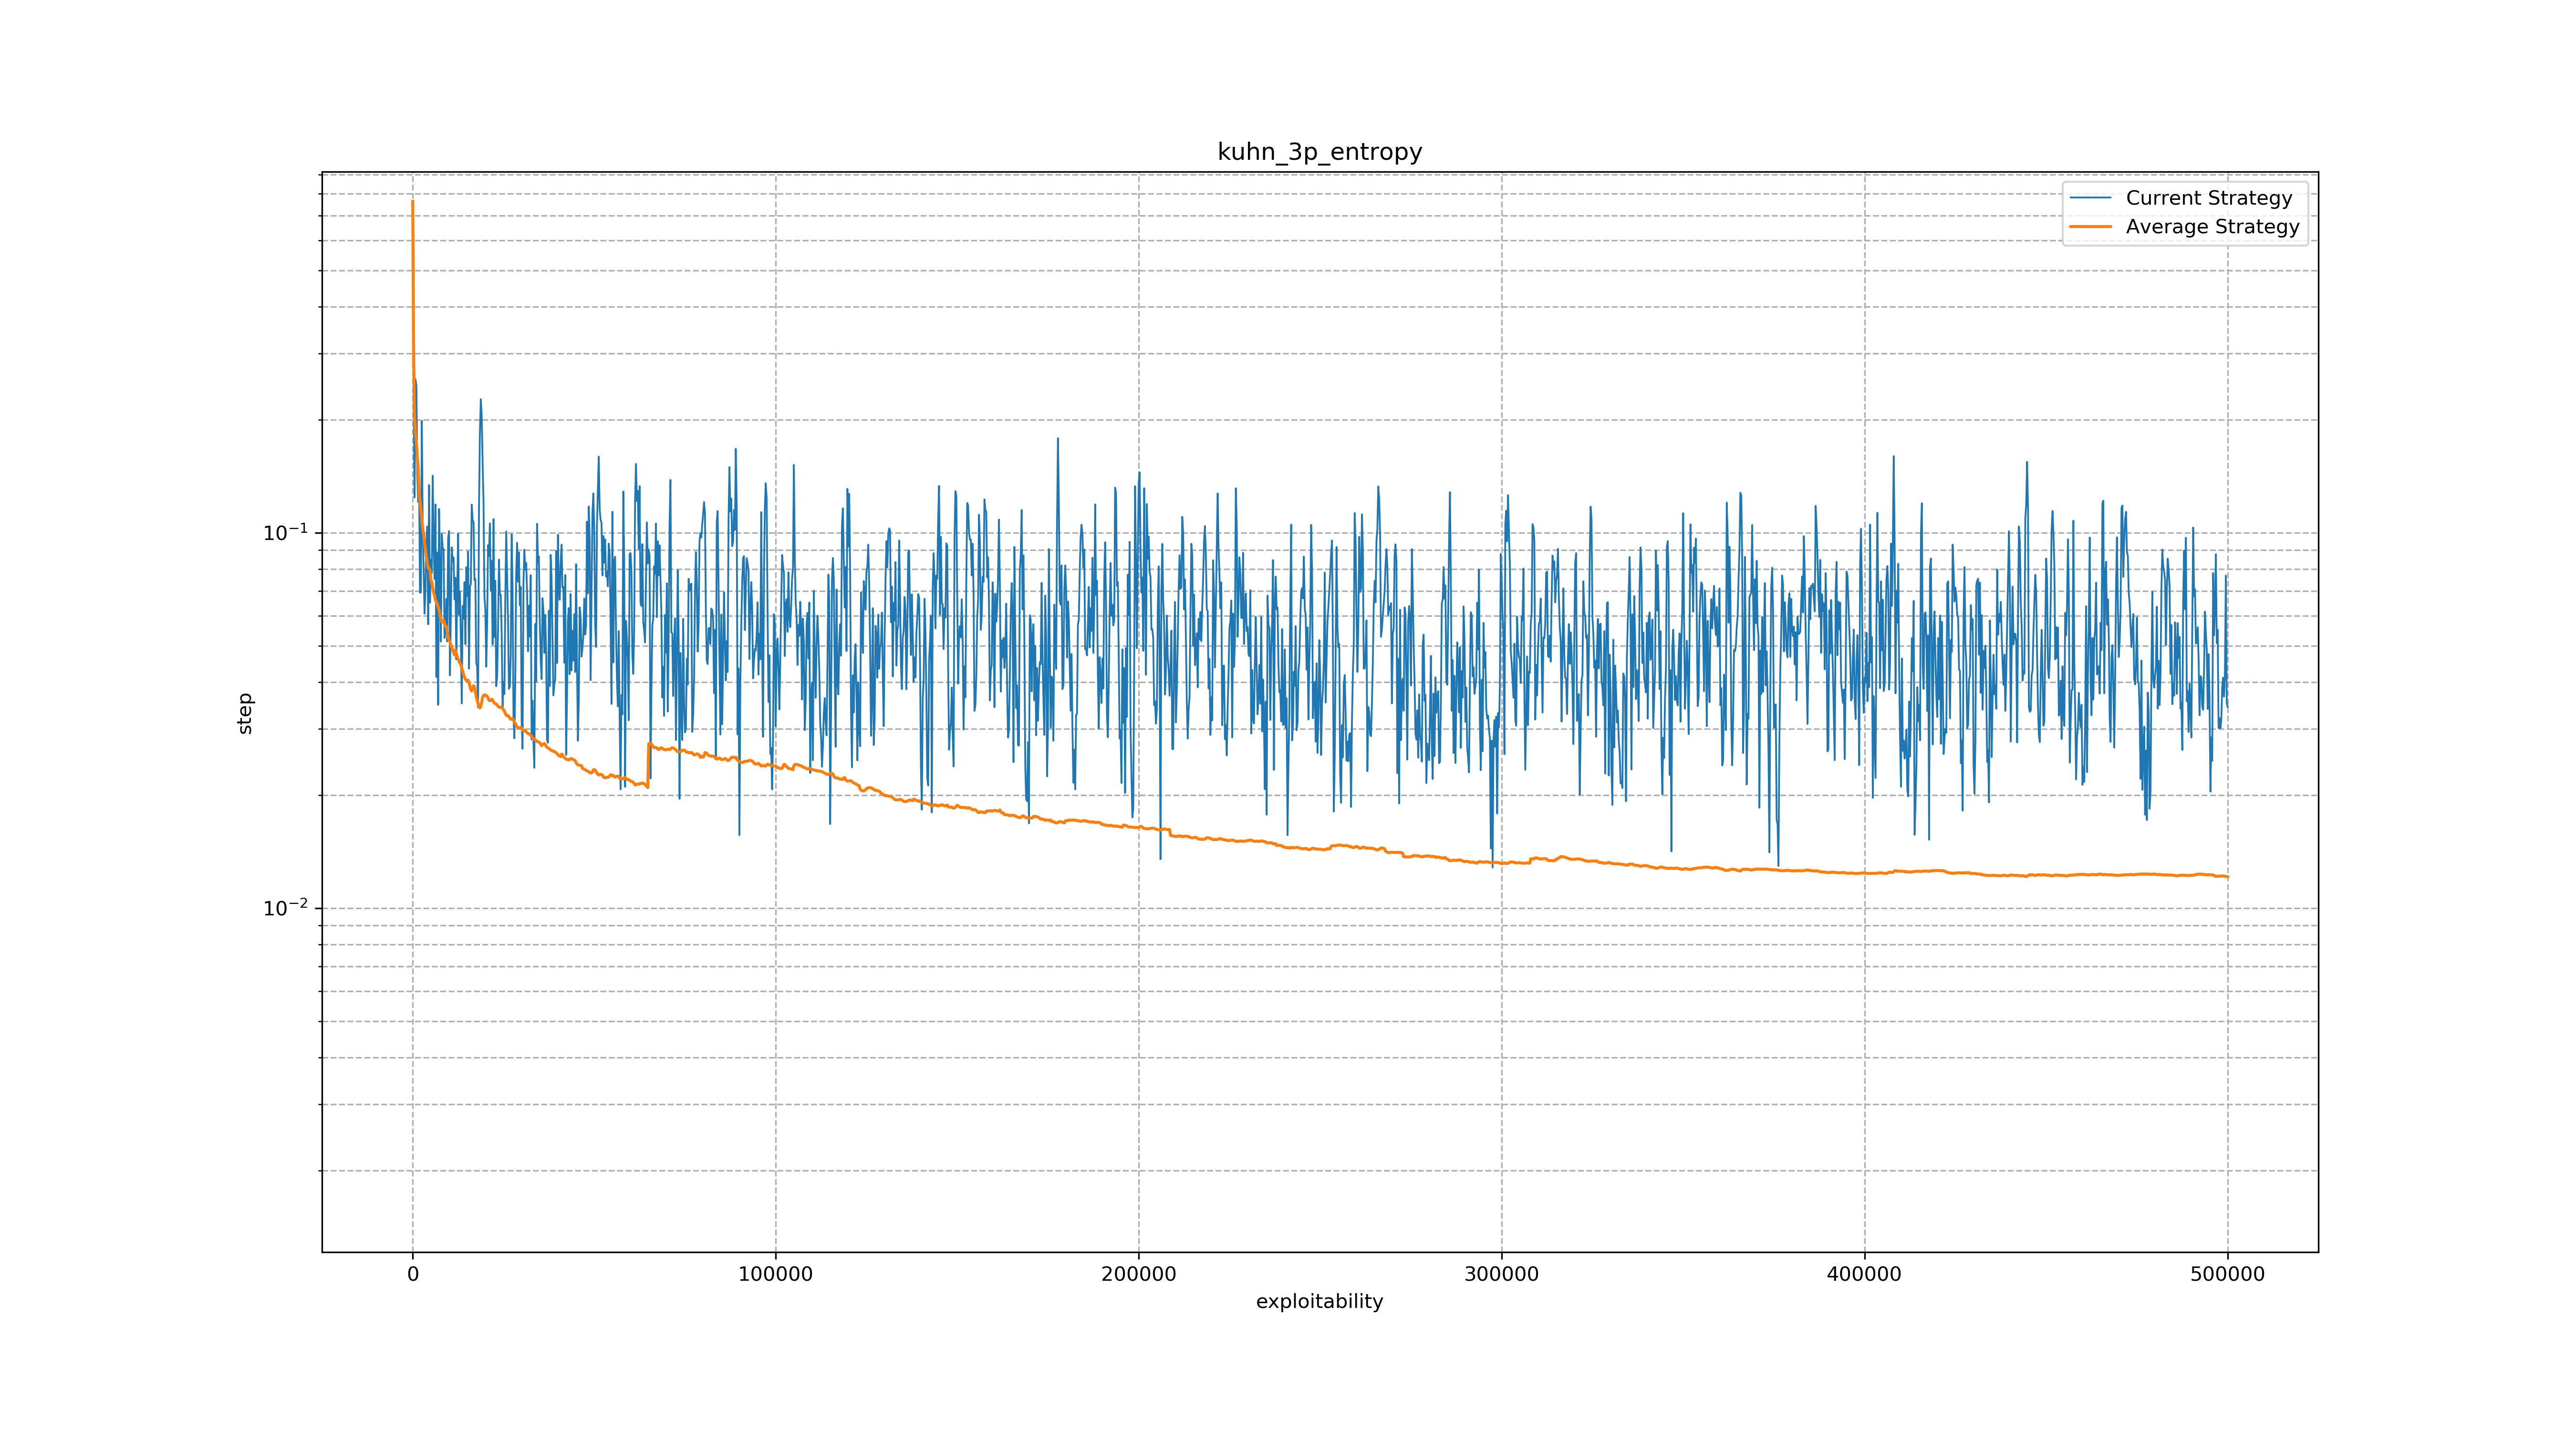 kuhn_3p_entropy
Current Strategy
Average Strategy
10⁻¹
step
10⁻²
0 100000 200000 300000 400000 500000
exploitability